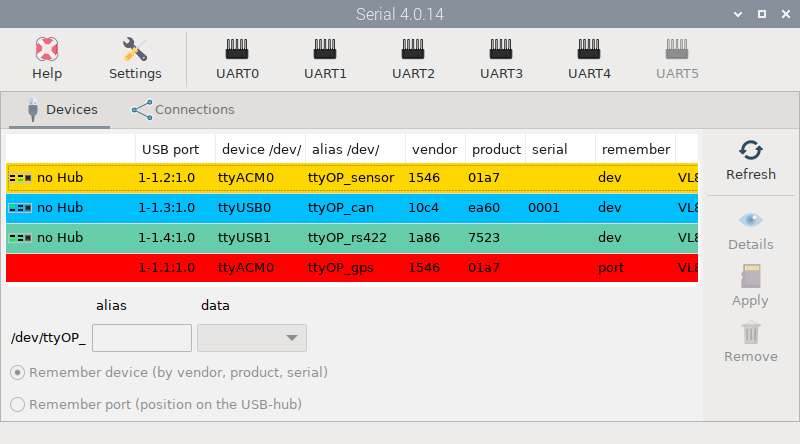 Serial 4.0.14
Help Settings UART0 UART1 UART2 UART3 UART4 UART5
Devices Connections
USB port device /dev/ alias /dev/ vendor product serial remember
no Hub 1-1.2:1.0 ttyACM0 ttyOP_sensor 1546 01a7 dev
no Hub 1-1.3:1.0 ttyUSB0 ttyOP_can 10c4 ea60 0001 dev
no Hub 1-1.4:1.0 ttyUSB1 ttyOP_rs422 1a86 7523 dev
1-1.1:1.0 ttyACM0 ttyOP_gps 1546 01a7 port
Refresh
Details
Apply
Remove
alias data
/dev/ttyOP_
Remember device (by vendor, product, serial)
Remember port (position on the USB-hub)